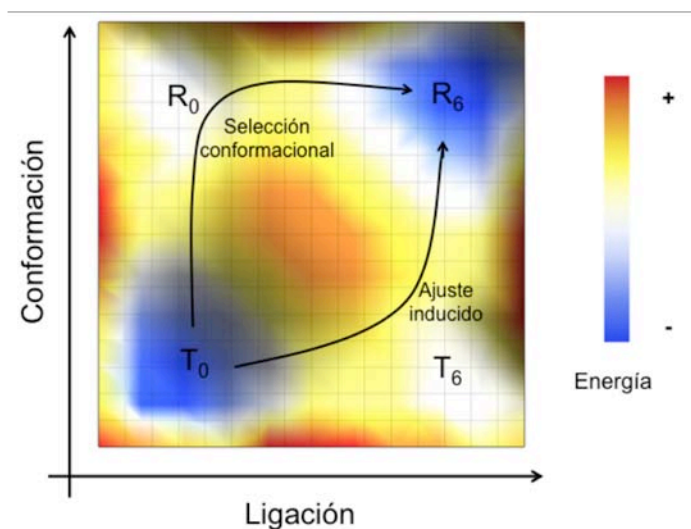 R0
R6
Selección
conformacional
Ajuste
inducido
T0
T6
Conformación
Ligación
+
-
Energía